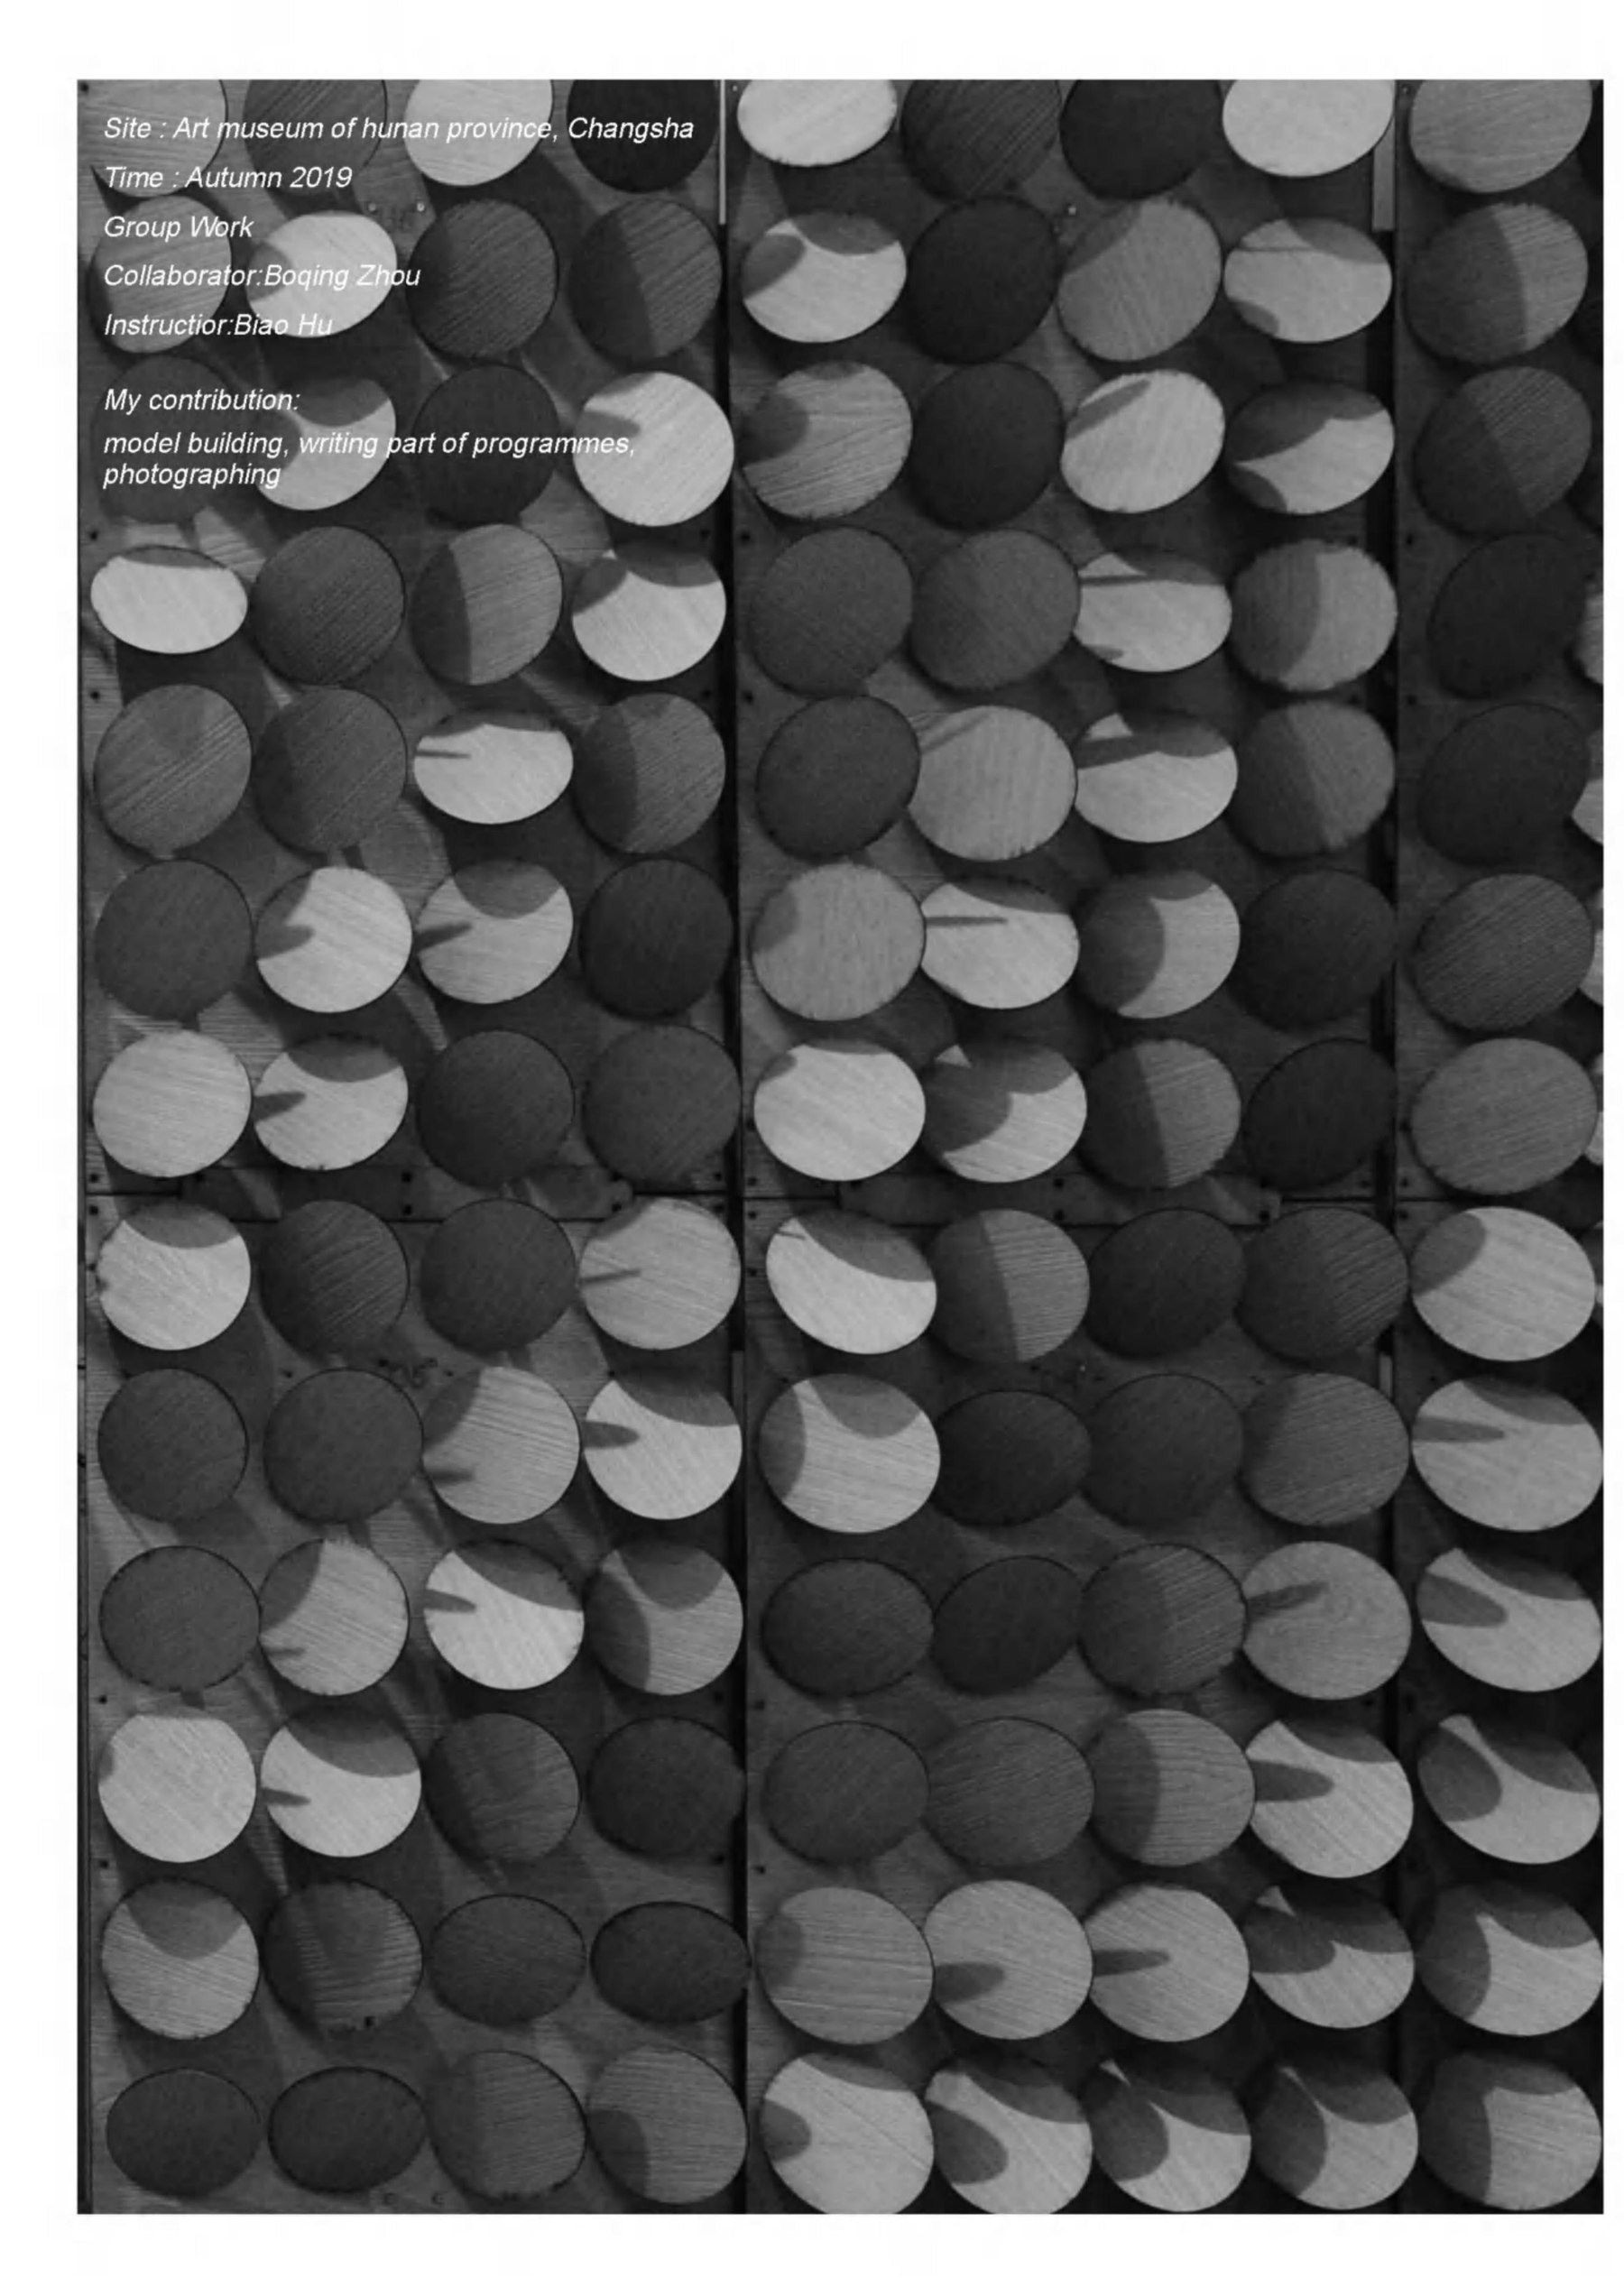 Site : Art museum of hunan province, Changsha
Time : Autumn 2019
Group Work
Collaborator:Boqing Zhou
Instructior:Biao Hu
My contribution:
model building, writing part of programmes,
photographing